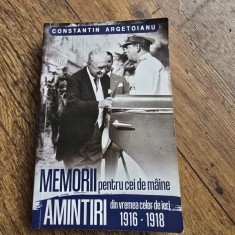 CONSTANTIN ARGETOIANU
MEMORII pentru cei de mâine
AMINTIRI din vremea celor de ieri
1916 - 1918